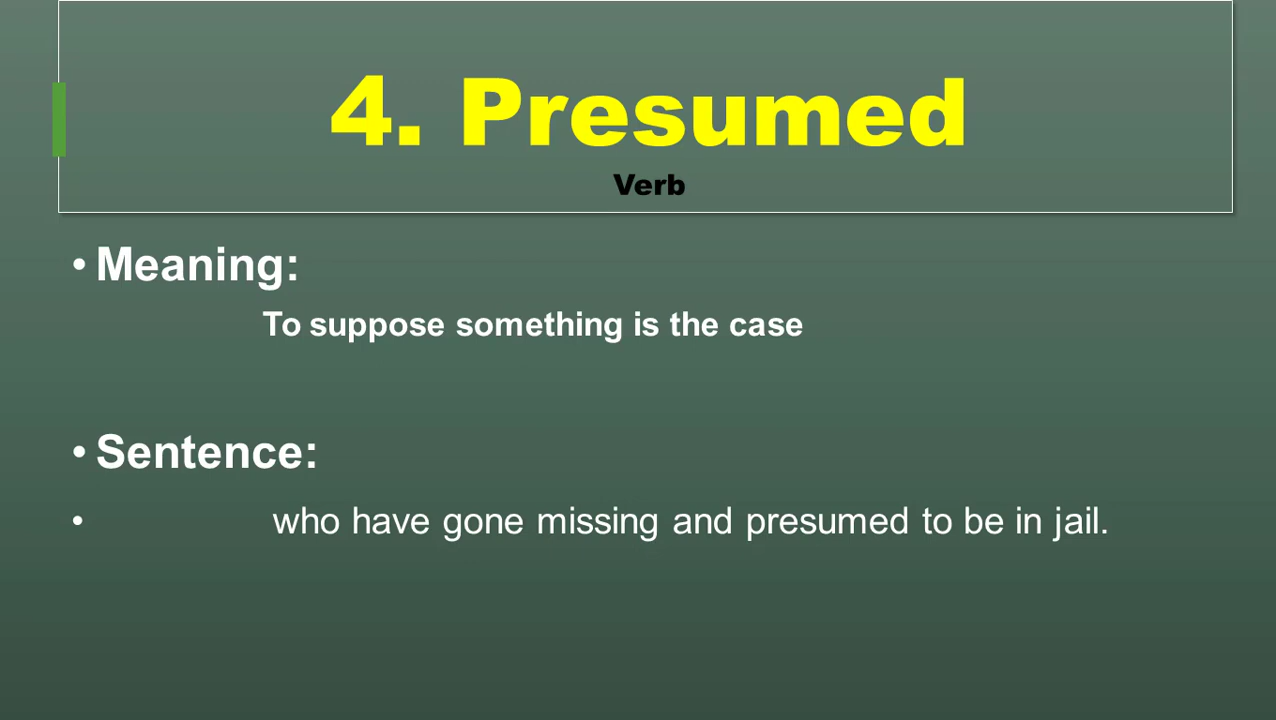 4. Presumed
Verb
• Meaning:
To suppose something is the case
• Sentence:
• who have gone missing and presumed to be in jail.